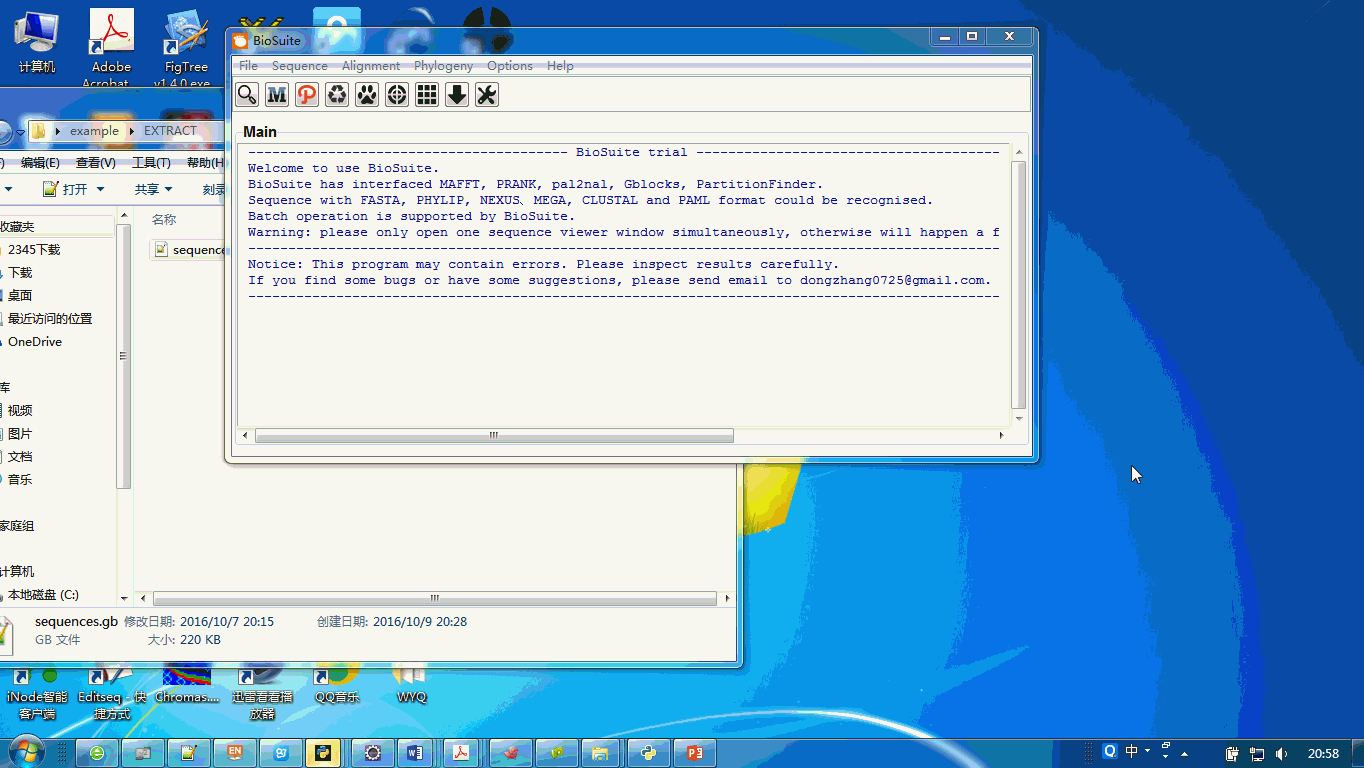 计算机
Adobe
Acrobat
FigTree
v1.4.0.exe
BioSuite
File Sequence Alignment Phylogeny Options Help
Main
---------------------------------------- BioSuite trial --------------------------------------
Welcome to use BioSuite.
BioSuite has interfaced MAFFT, PRANK, pal2nal, Gblocks, PartitionFinder.
Sequence with FASTA, PHYLIP, NEXUS、MEGA, CLUSTAL and PAML format could be recognised.
Batch operation is supported by BioSuite.
Warning: please only open one sequence viewer window simultaneously, otherwise will happen a f
----------------------------------------------------------------------------------------------
Notice: This program may contain errors. Please inspect results carefully.
If you find some bugs or have some suggestions, please send email to dongzhang0725@gmail.com.
----------------------------------------------------------------------------------------------
example EXTRACT
编辑(E) 查看(V) 工具(T) 帮助(H
打开 共享 刻录
名称
sequence
收藏夹
2345下载
下载
桌面
最近访问的位置
OneDrive
库
视频
图片
文档
音乐
家庭组
计算机
本地磁盘 (C:)
sequences.gb 修改日期: 2016/10/7 20:15 创建日期: 2016/10/9 20:28
GB 文件 大小: 220 KB
iNode智能
客户端
Editseq - 快
捷方式
Chromas....
迅雷看看播
放器
QQ音乐
WYQ
EN
中
20:58